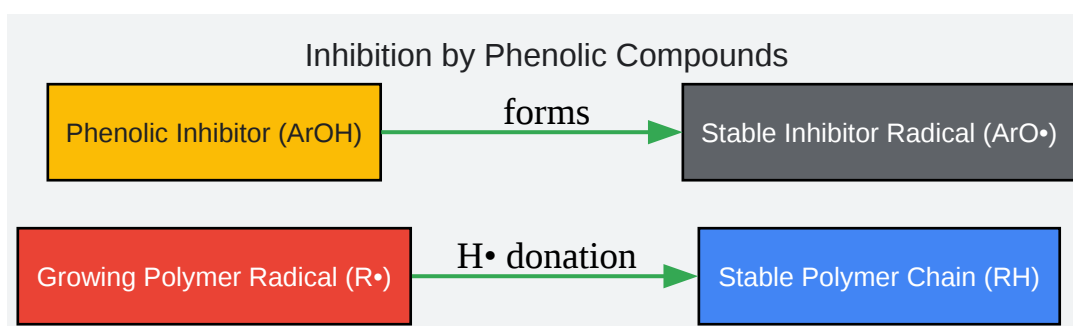 Inhibition by Phenolic Compounds
Phenolic Inhibitor (ArOH)
forms
Stable Inhibitor Radical (ArO•)
Growing Polymer Radical (R•)
H• donation
Stable Polymer Chain (RH)